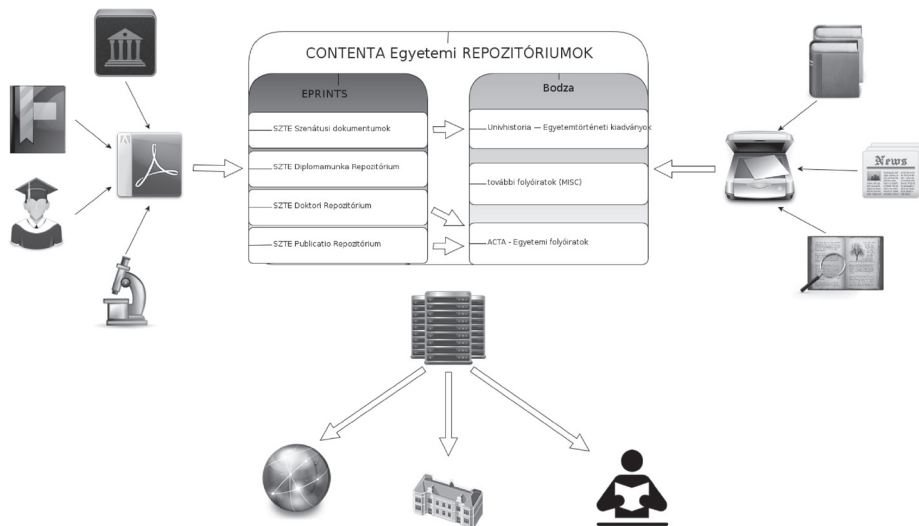 CONTENTA Egyetemi REPOZITÓRIUMOK
EPRINTS
SZTE Szenátusi dokumentumok
SZTE Diplomamunka Repozitórium
SZTE Doktori Repozitórium
SZTE Publicatio Repozitórium
Bodza
Univhistoria — Egyetemtörténeti kiadványok
további folyóiratok (MISC)
ACTA - Egyetemi folyóiratok
News